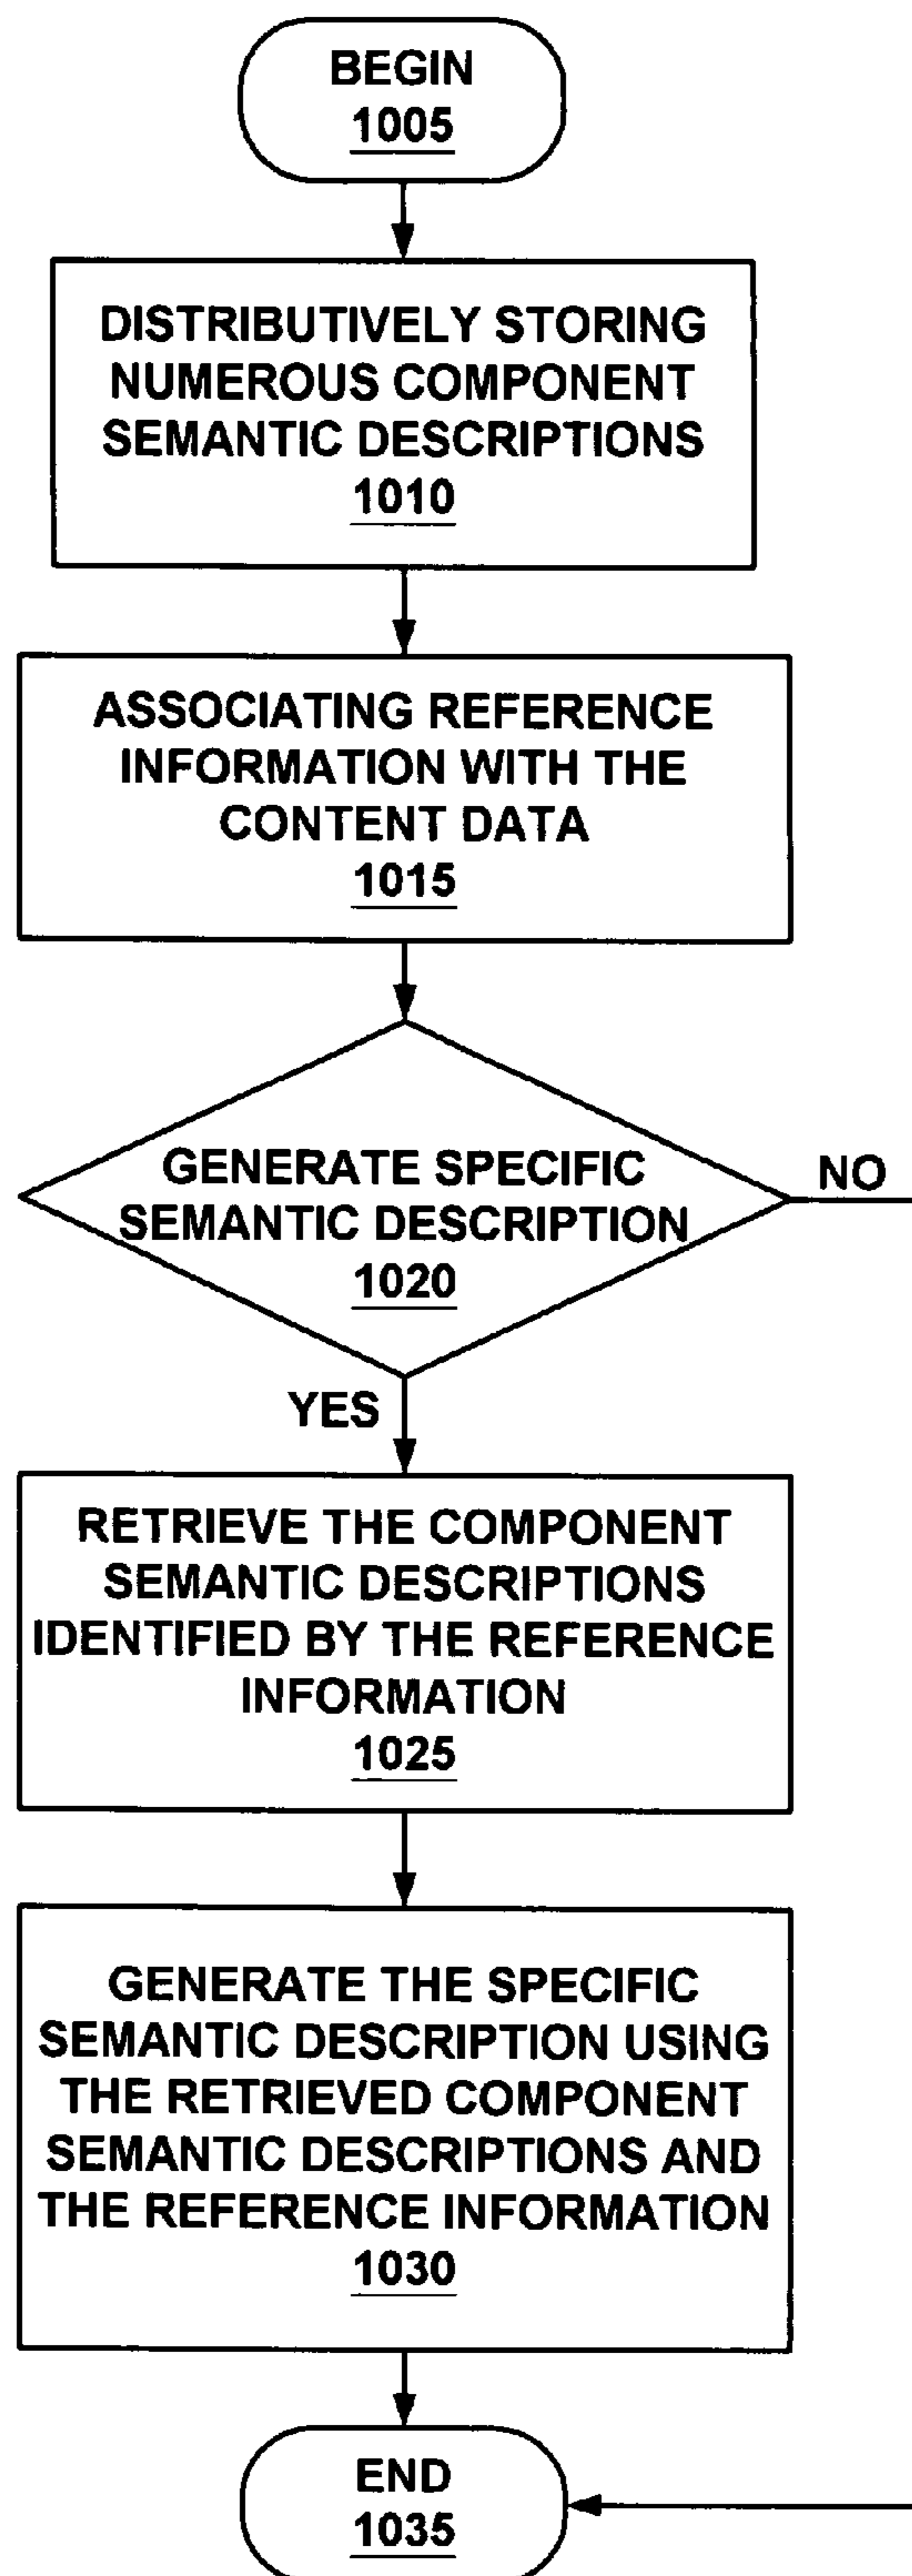 BEGIN
1005
DISTRIBUTIVELY STORING
NUMEROUS COMPONENT
SEMANTIC DESCRIPTIONS
1010
ASSOCIATING REFERENCE
INFORMATION WITH THE
CONTENT DATA
1015
GENERATE SPECIFIC
SEMANTIC DESCRIPTION
1020
NO
YES
RETRIEVE THE COMPONENT
SEMANTIC DESCRIPTIONS
IDENTIFIED BY THE REFERENCE
INFORMATION
1025
GENERATE THE SPECIFIC
SEMANTIC DESCRIPTION USING
THE RETRIEVED COMPONENT
SEMANTIC DESCRIPTIONS AND
THE REFERENCE INFORMATION
1030
END
1035